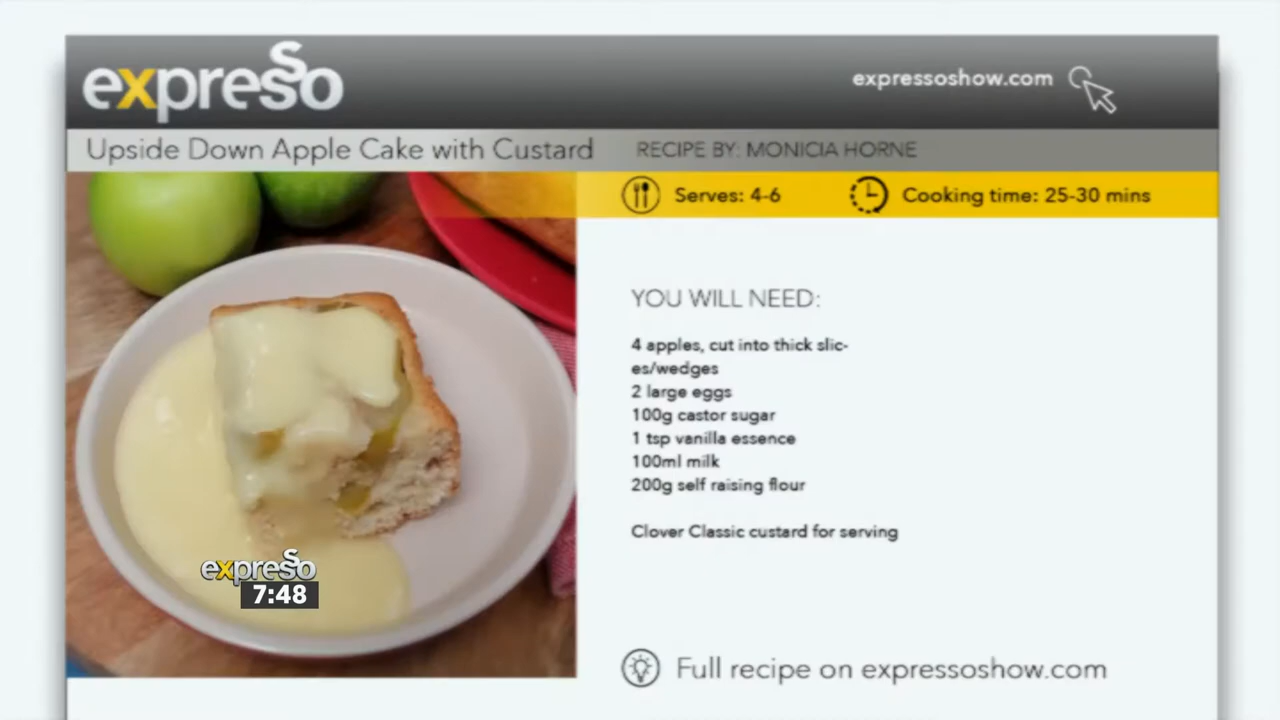 expresso
expressoshow.com
Upside Down Apple Cake with Custard
RECIPE BY: MONICIA HORNE
Serves: 4-6
Cooking time: 25-30 mins
YOU WILL NEED:
4 apples, cut into thick slic-
es/wedges
2 large eggs
100g castor sugar
1 tsp vanilla essence
100ml milk
200g self raising flour
Clover Classic custard for serving
expresso
7:48
Full recipe on expressoshow.com